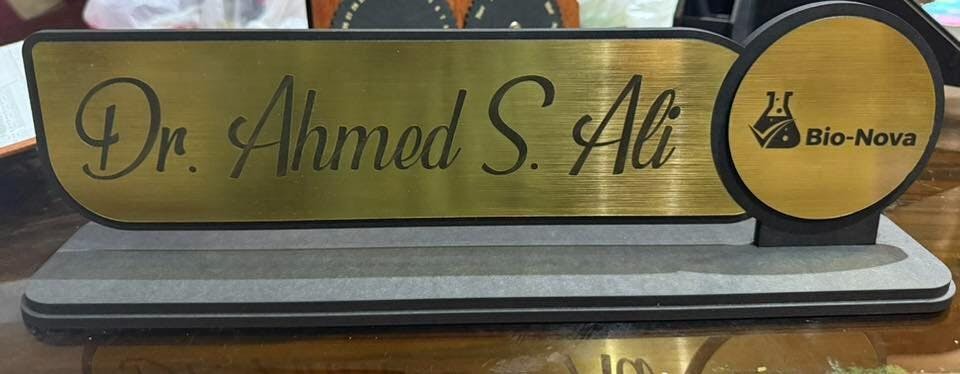 Dr. Ahmed S. Ali
Bio-Nova